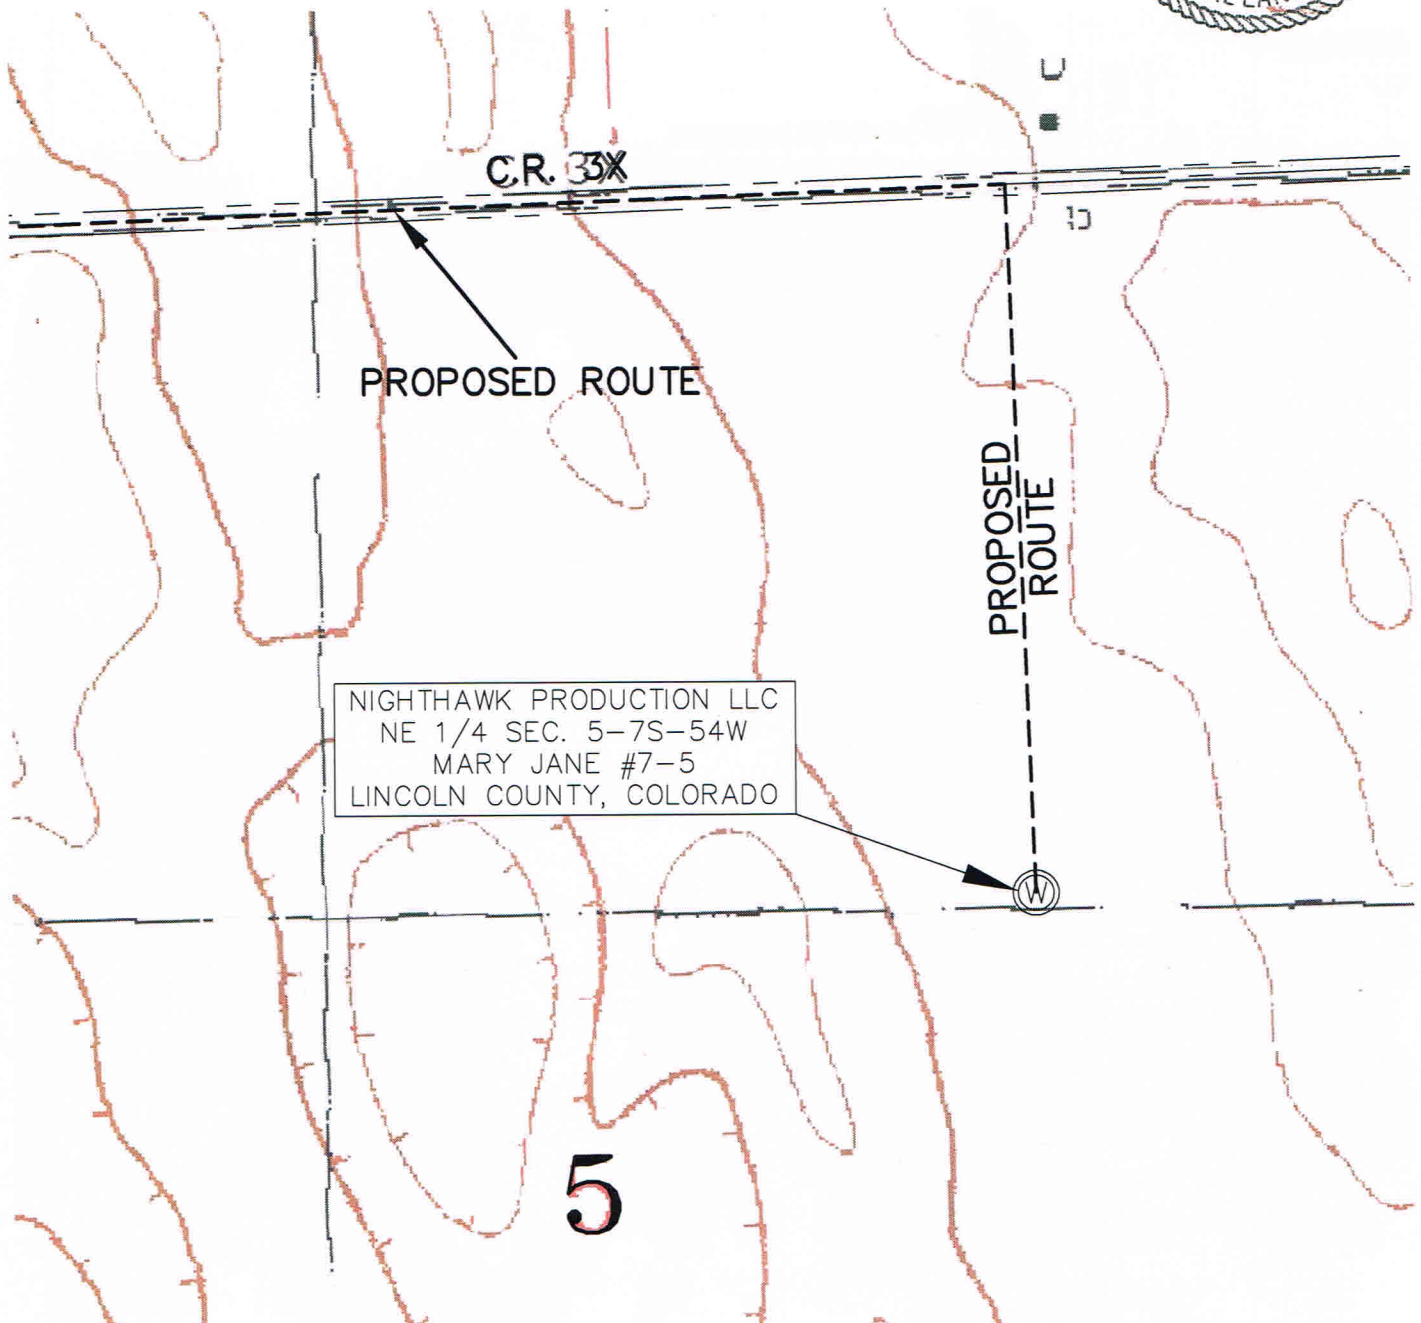 C.R. 33X
PROPOSED ROUTE
PROPOSED
ROUTE
NIGHTHAWK PRODUCTION LLC
NE 1/4 SEC. 5-7S-54W
MARY JANE #7-5
LINCOLN COUNTY, COLORADO
W
5